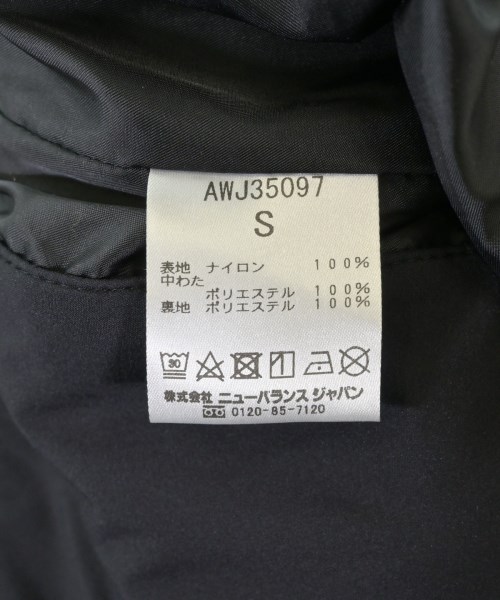 AWJ35097
S
表地 ナイロン 100%
中わた
ポリエステル 100%
裏地 ポリエステル 100%
30
株式会社 ニューバランス ジャパン
0120-85-7120